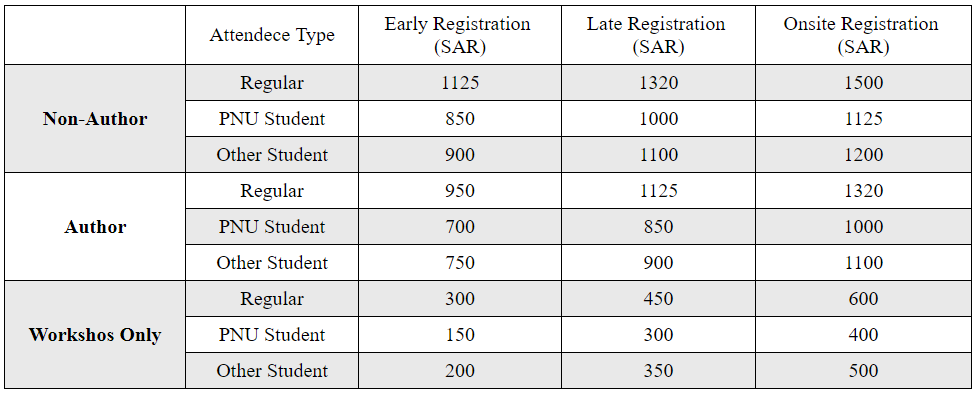 Attendece Type Early Registration (SAR) Late Registration (SAR) Onsite Registration (SAR)
Non-Author
Regular 1125 1320 1500
PNU Student 850 1000 1125
Other Student 900 1100 1200
Author
Regular 950 1125 1320
PNU Student 700 850 1000
Other Student 750 900 1100
Workshos Only
Regular 300 450 600
PNU Student 150 300 400
Other Student 200 350 500